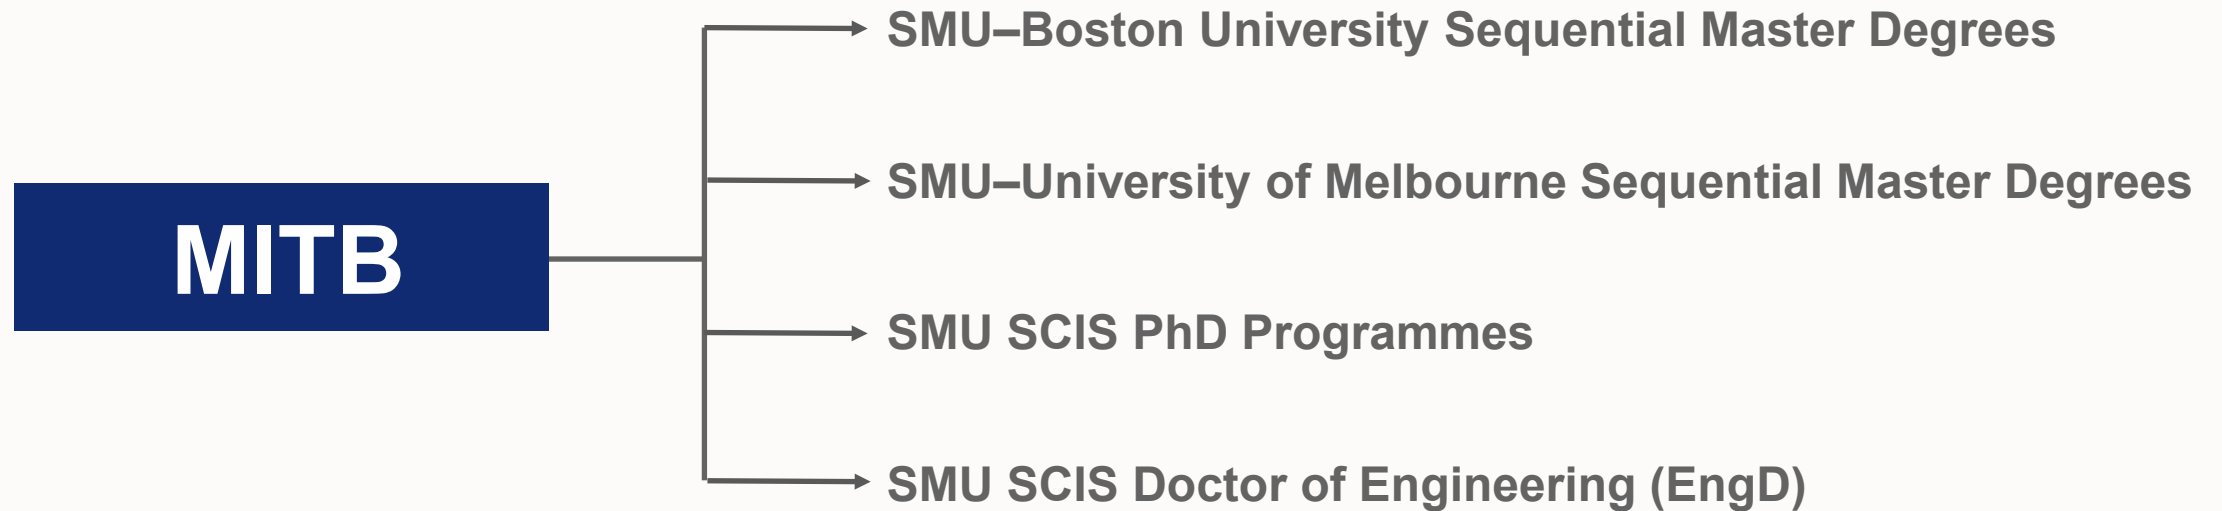 SMU–Boston University Sequential Master Degrees
SMU–University of Melbourne Sequential Master Degrees
MITB
SMU SCIS PhD Programmes
SMU SCIS Doctor of Engineering (EngD)